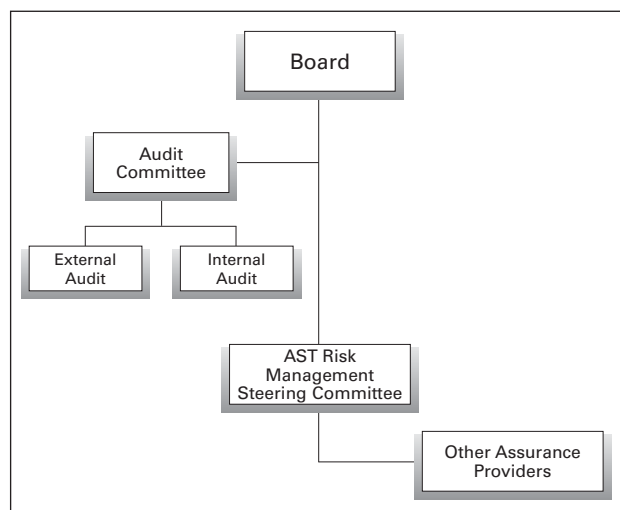 Board
Audit
Committee
External
Audit
Internal
Audit
AST Risk
Management
Steering Committee
Other Assurance
Providers